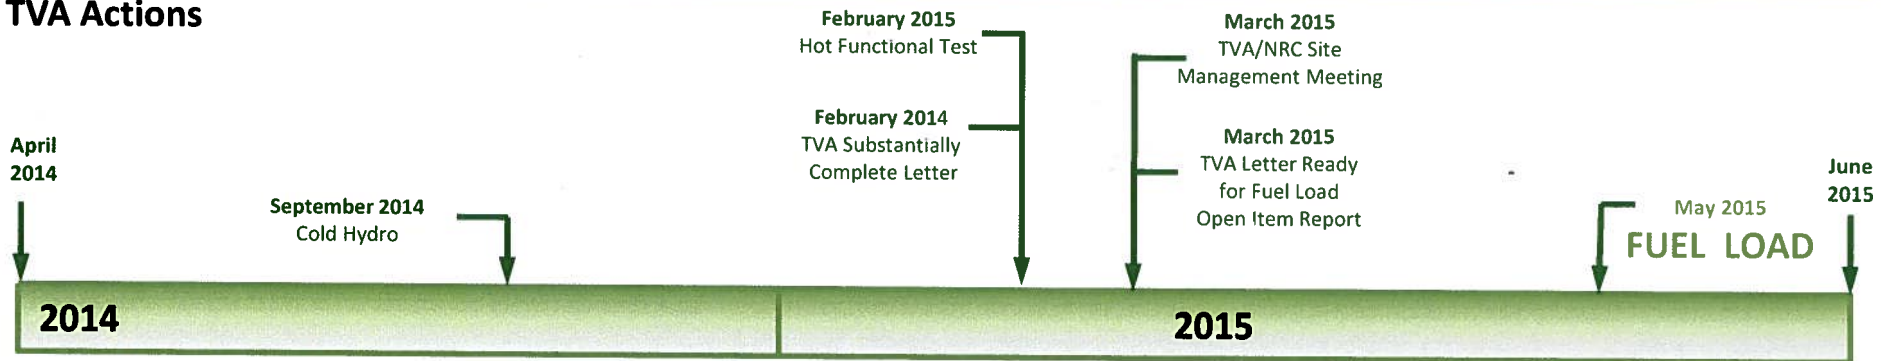 TVA Actions
April
2014
September 2014
Cold Hydro
February 2015
Hot Functional Test
February 2014
TVA Substantially
Complete Letter
March 2015
TVA/NRC Site
Management Meeting
March 2015
TVA Letter Ready
for Fuel Load
Open Item Report
May 2015
FUEL LOAD
June
2015
2014
2015